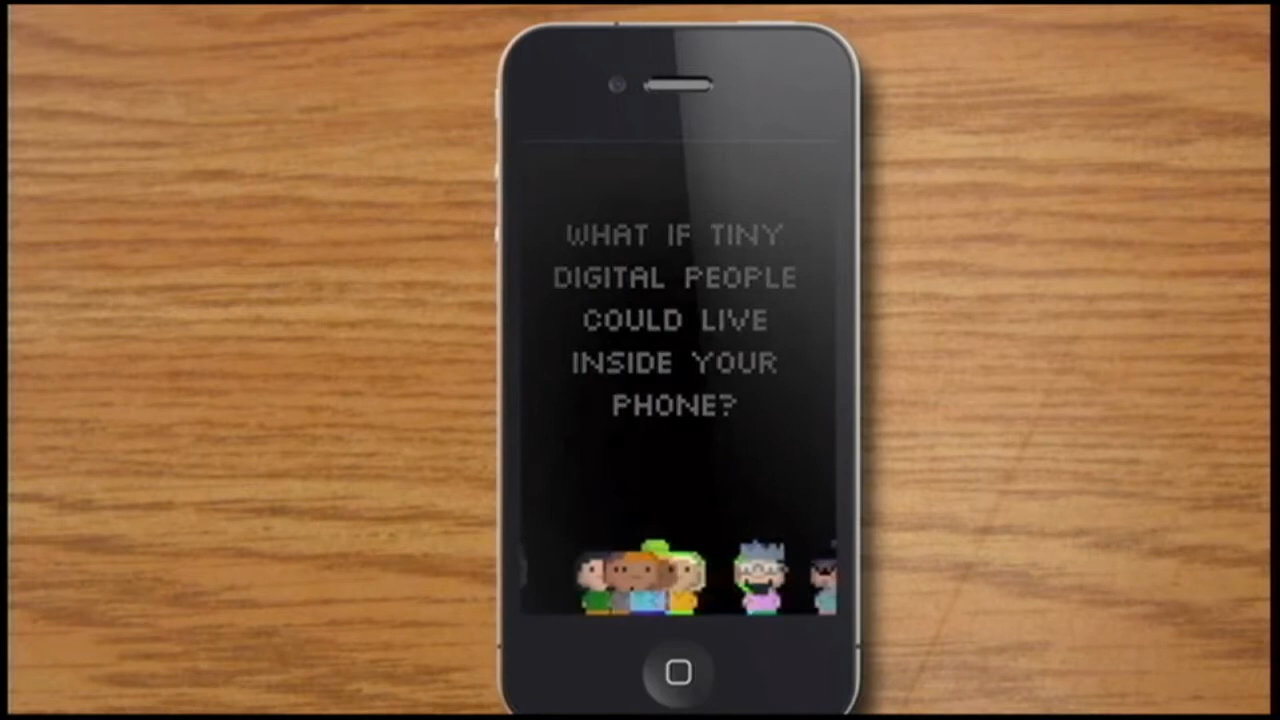 WHAT IF TINY
DIGITAL PEOPLE
COULD LIVE
INSIDE YOUR
PHONE?